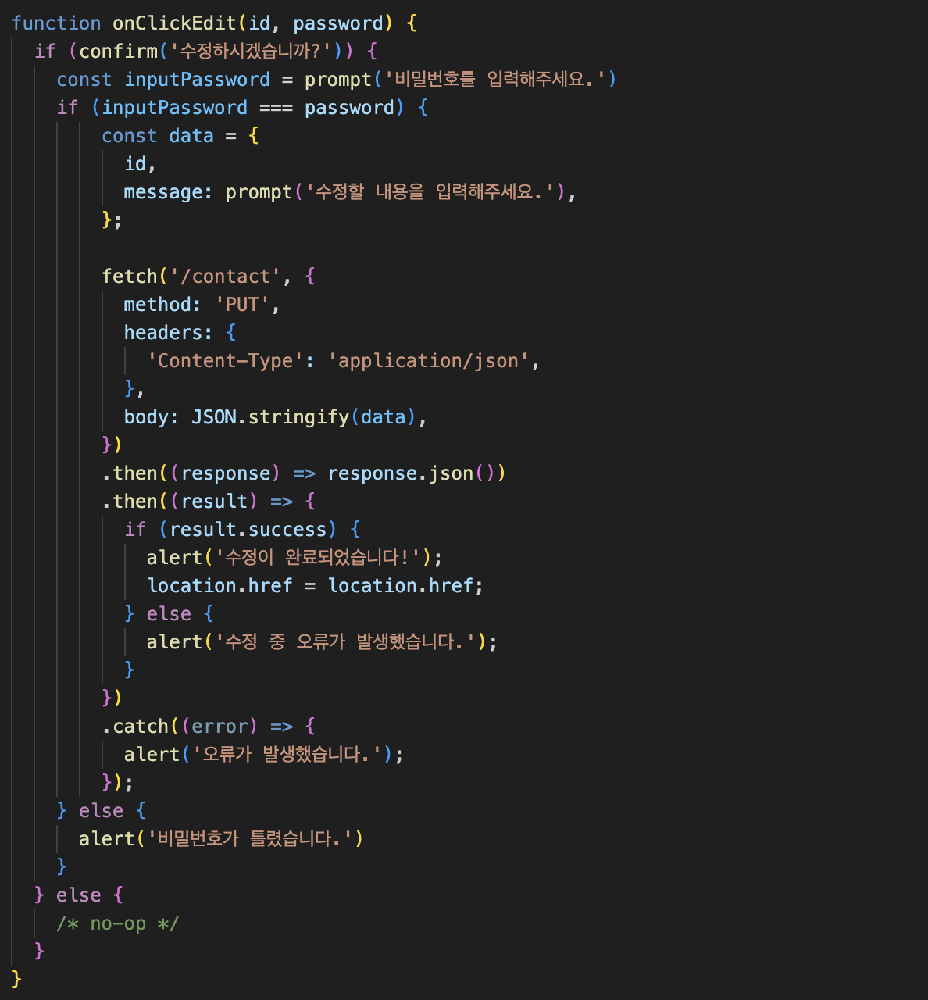 function onClickEdit(id, password) {
  if (confirm('수정하시겠습니까?')) {
    const inputPassword = prompt('비밀번호를 입력해주세요.')
    if (inputPassword === password) {
        const data = {
          id,
          message: prompt('수정할 내용을 입력해주세요.'),
        };

        fetch('/contact', {
          method: 'PUT',
          headers: {
            'Content-Type': 'application/json',
          },
          body: JSON.stringify(data),
        })
        .then((response) => response.json())
        .then((result) => {
          if (result.success) {
            alert('수정이 완료되었습니다!');
            location.href = location.href;
          } else {
            alert('수정 중 오류가 발생했습니다.');
          }
        })
        .catch((error) => {
          alert('오류가 발생했습니다.');
        });
    } else {
      alert('비밀번호가 틀렸습니다.')
    }
  } else {
    /* no-op */
  }
}